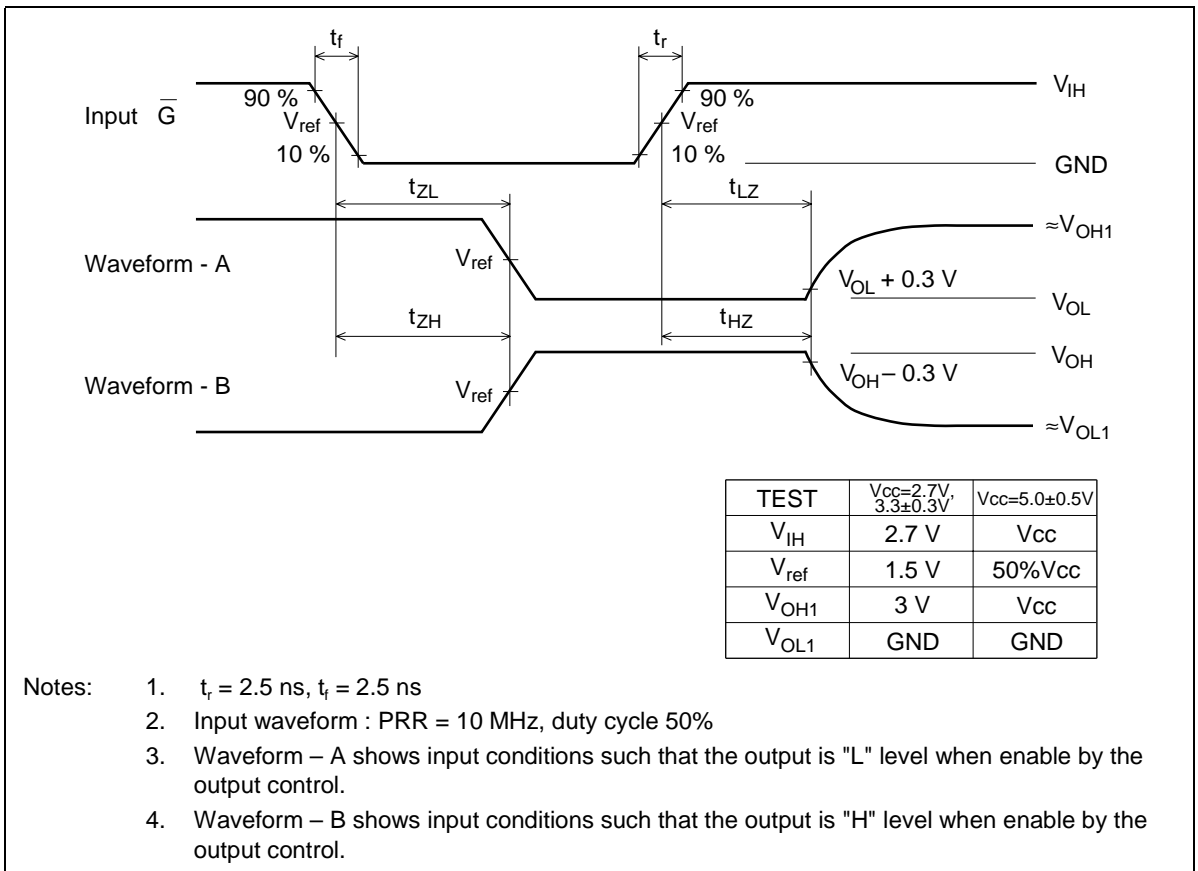 tf
tr
Input G̅
90 %
Vref
10 %
90 %
Vref
10 %
VIH
GND
tZL
tLZ
Waveform - A
Vref
VOL + 0.3 V
≈VOH1
VOL
tZH
tHZ
Waveform - B
Vref
VOH – 0.3 V
VOH
≈VOL1
TEST Vcc=2.7V, 3.3±0.3V Vcc=5.0±0.5V
VIH 2.7 V Vcc
Vref 1.5 V 50%Vcc
VOH1 3 V Vcc
VOL1 GND GND
Notes: 1. tr = 2.5 ns, tf = 2.5 ns
2. Input waveform : PRR = 10 MHz, duty cycle 50%
3. Waveform – A shows input conditions such that the output is "L" level when enable by the
output control.
4. Waveform – B shows input conditions such that the output is "H" level when enable by the
output control.